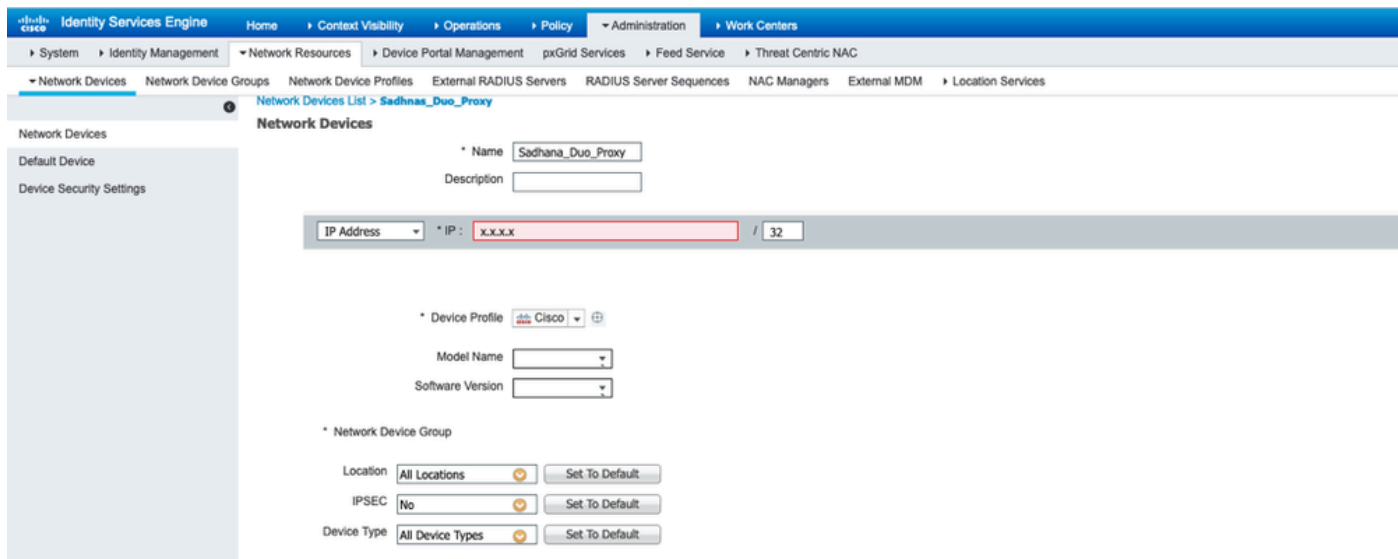 cisco Identity Services Engine Home Context Visibility Operations Policy Administration Work Centers
System Identity Management Network Resources Device Portal Management pxGrid Services Feed Service Threat Centric NAC
Network Devices Network Device Groups Network Device Profiles External RADIUS Servers RADIUS Server Sequences NAC Managers External MDM Location Services
Network Devices
Default Device
Device Security Settings
Network Devices List > Sadhnas_Duo_Proxy
Network Devices
* Name Sadhana_Duo_Proxy
Description
IP Address * IP : x.x.x.x / 32
* Device Profile Cisco
Model Name
Software Version
* Network Device Group
Location All Locations Set To Default
IPSEC No Set To Default
Device Type All Device Types Set To Default